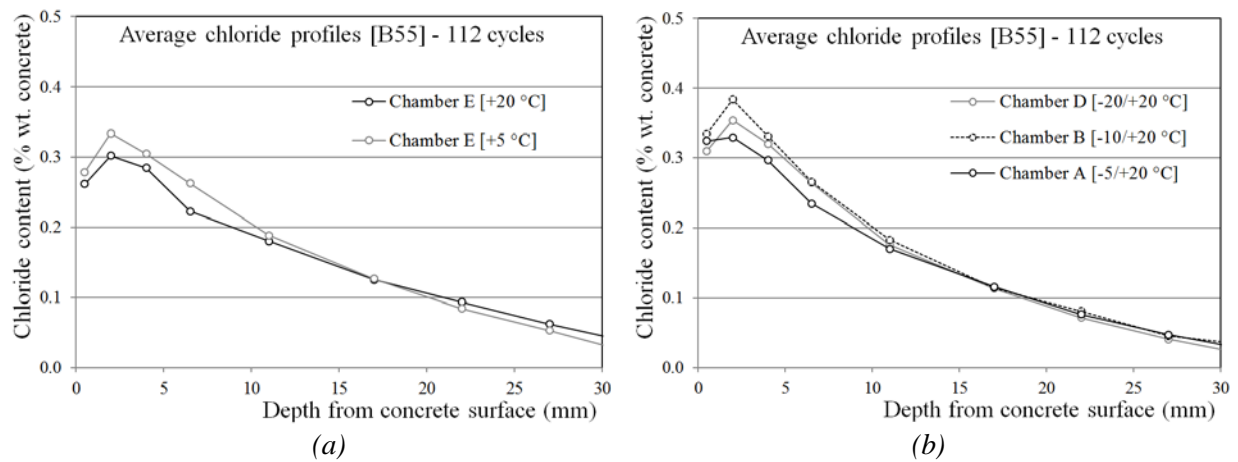 Average chloride profiles [B55] - 112 cycles
Chamber E [+20 °C]
Chamber E [+5 °C]
Chloride content (% wt. concrete)
0.5
0.4
0.3
0.2
0.1
0.0
0 5 10 15 20 25 30
Depth from concrete surface (mm)
(a)
Average chloride profiles [B55] - 112 cycles
Chamber D [-20/+20 °C]
Chamber B [-10/+20 °C]
Chamber A [-5/+20 °C]
Chloride content (% wt. concrete)
0.5
0.4
0.3
0.2
0.1
0.0
0 5 10 15 20 25 30
Depth from concrete surface (mm)
(b)